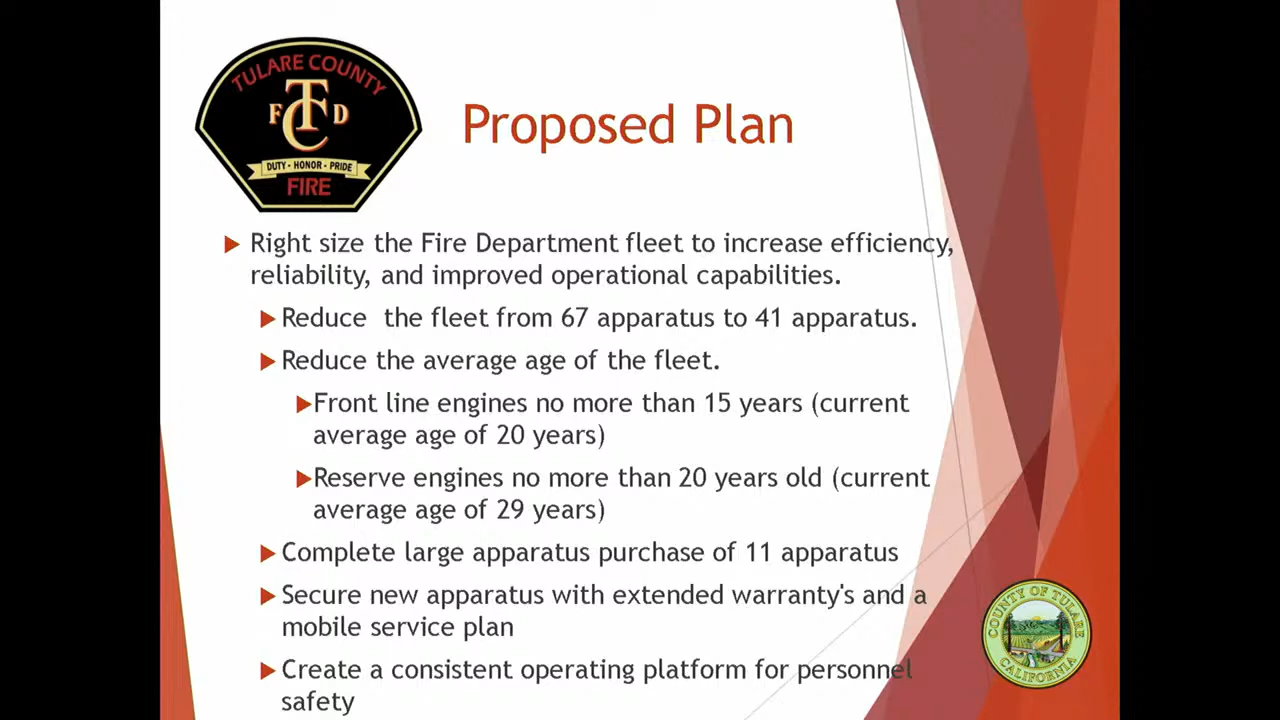 TULARE COUNTY
TC
F D
DUTY - HONOR - PRIDE
FIRE
Proposed Plan
Right size the Fire Department fleet to increase efficiency,
reliability, and improved operational capabilities.
Reduce the fleet from 67 apparatus to 41 apparatus.
Reduce the average age of the fleet.
Front line engines no more than 15 years (current
average age of 20 years)
Reserve engines no more than 20 years old (current
average age of 29 years)
Complete large apparatus purchase of 11 apparatus
Secure new apparatus with extended warranty's and a
mobile service plan
Create a consistent operating platform for personnel
safety
COUNTY OF TULARE
CALIFORNIA